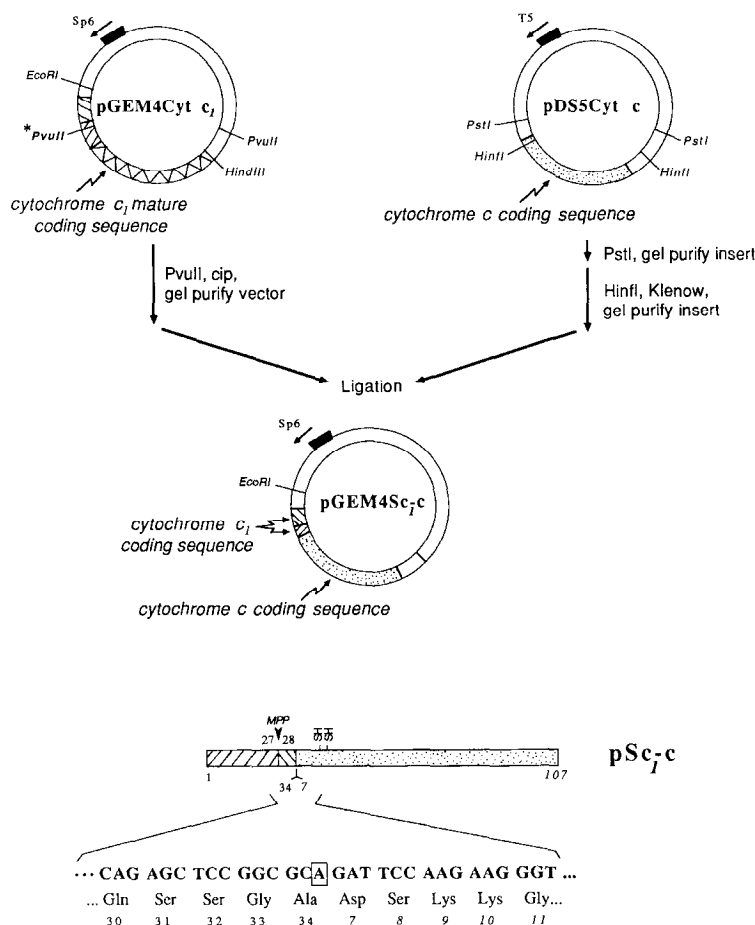 Sp6
EcoRI
pGEM4Cyt c1
*PvuII
PvuII
HindIII
cytochrome c1 mature
coding sequence
T5
pDS5Cyt c
PstI
PstI
HinfI
HinfI
cytochrome c coding sequence
PvuII, cip,
gel purify vector
PstI, gel purify insert
HinfI, Klenow,
gel purify insert
Ligation
Sp6
EcoRI
pGEM4Sc1-c
cytochrome c1
coding sequence
cytochrome c coding sequence
MPP
27 28
SH SH
pSc1-c
1
34 7
107
... CAG AGC TCC GGC GCA GAT TCC AAG AAG GGT ...
... Gln Ser Ser Gly Ala Asp Ser Lys Lys Gly...
30 31 32 33 34 7 8 9 10 11